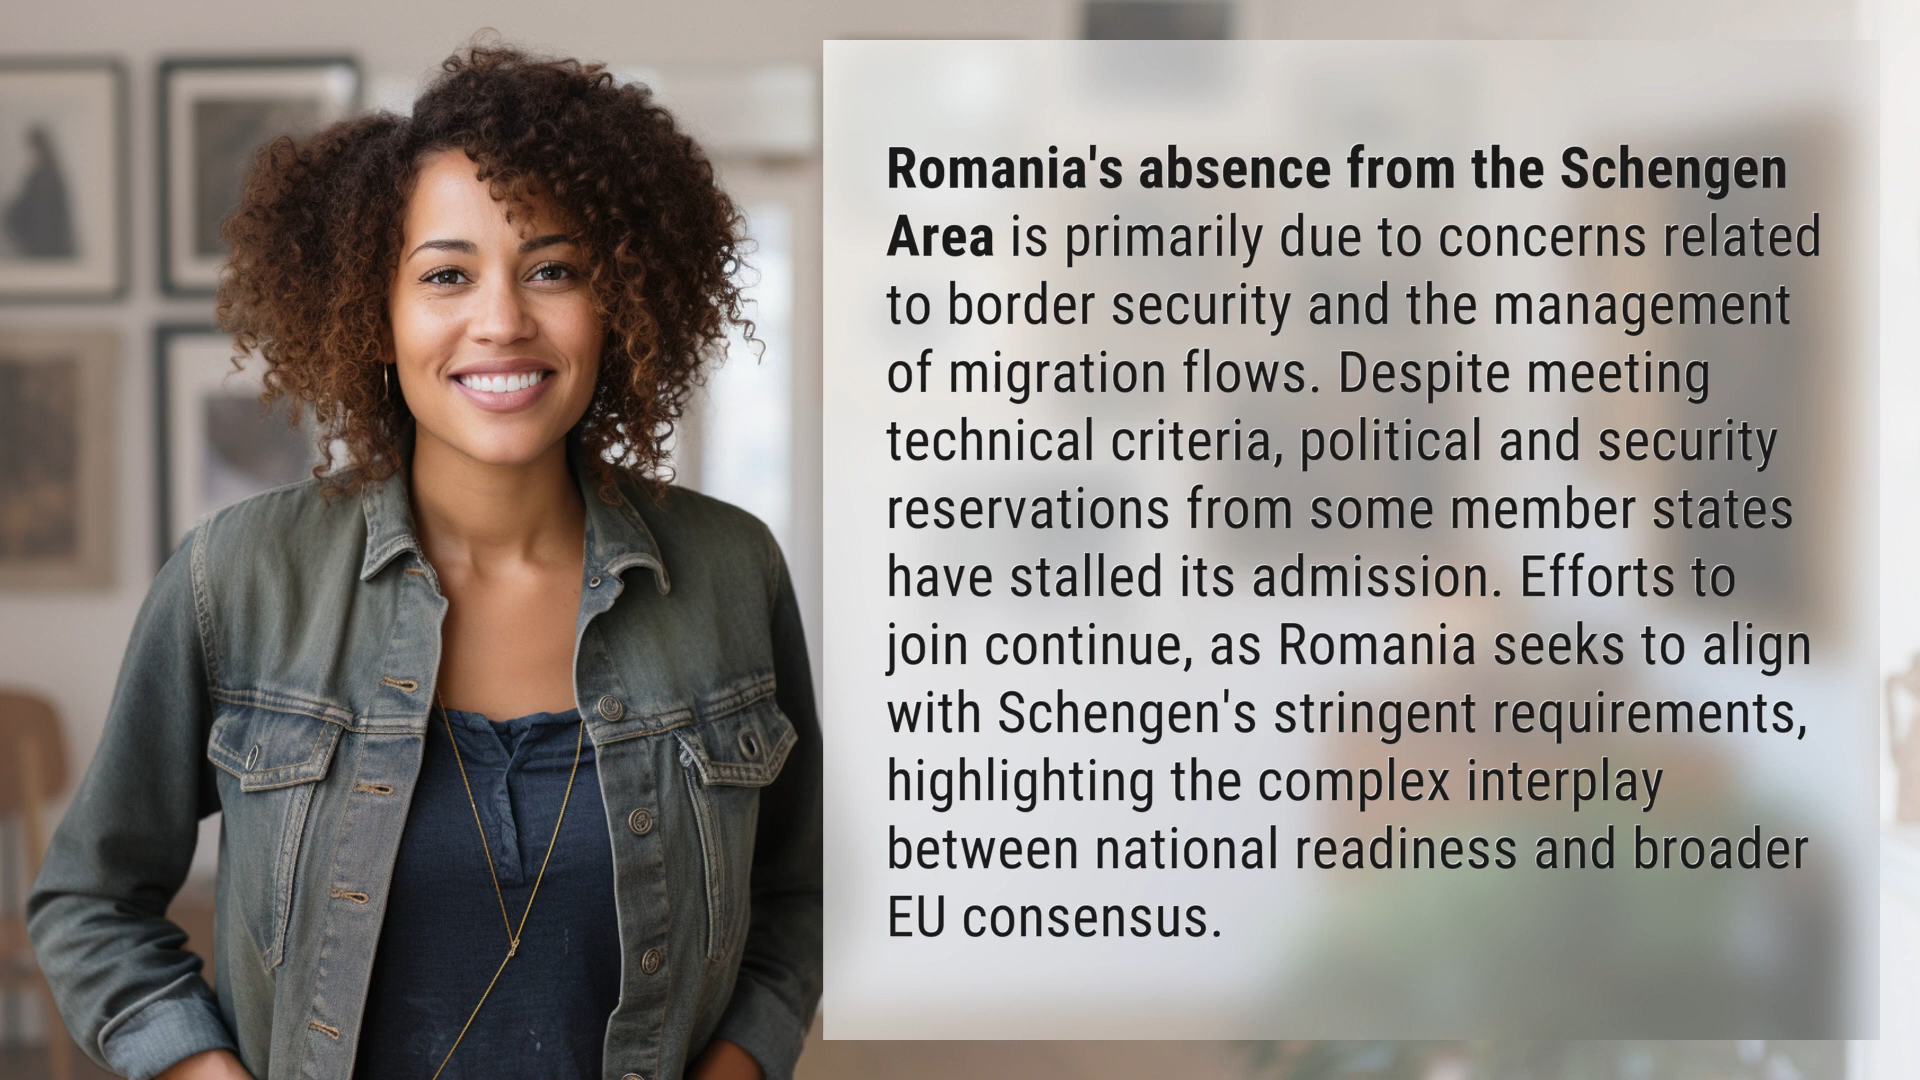 Romania's absence from the Schengen
Area is primarily due to concerns related
to border security and the management
of migration flows. Despite meeting
technical criteria, political and security
reservations from some member states
have stalled its admission. Efforts to
join continue, as Romania seeks to align
with Schengen's stringent requirements,
highlighting the complex interplay
between national readiness and broader
EU consensus.